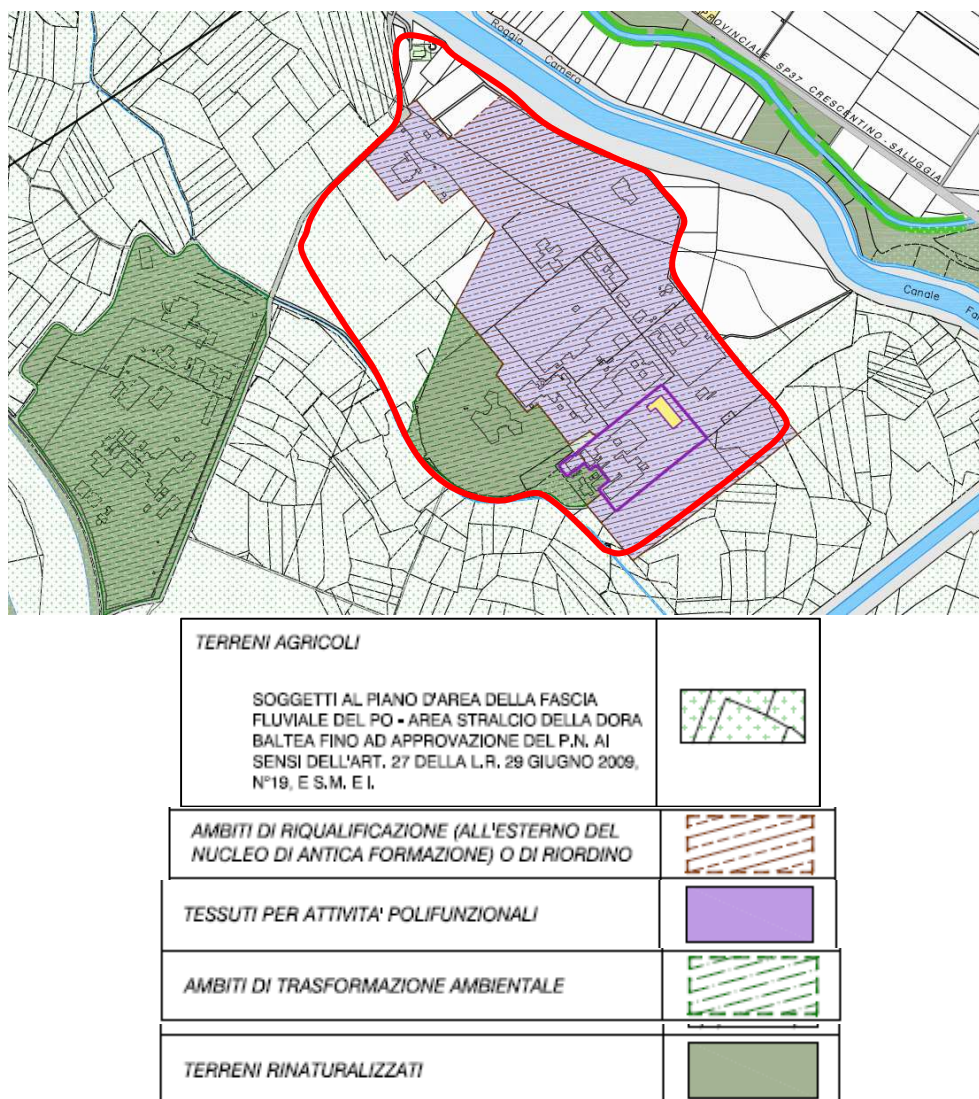 Roggia
Camera
PROVINCIALE SP37 CRESCENTINO-SALUGGIA
Canale
TERRENI AGRICOLI
SOGGETTI AL PIANO D'AREA DELLA FASCIA
FLUVIALE DEL PO - AREA STRALCIO DELLA DORA
BALTEA FINO AD APPROVAZIONE DEL P.N. AI
SENSI DELL'ART. 27 DELLA L.R. 29 GIUGNO 2009,
N°19, E S.M. E I.
AMBITI DI RIQUALIFICAZIONE (ALL'ESTERNO DEL
NUCLEO DI ANTICA FORMAZIONE) O DI RIORDINO
TESSUTI PER ATTIVITA' POLIFUNZIONALI
AMBITI DI TRASFORMAZIONE AMBIENTALE
TERRENI RINATURALIZZATI